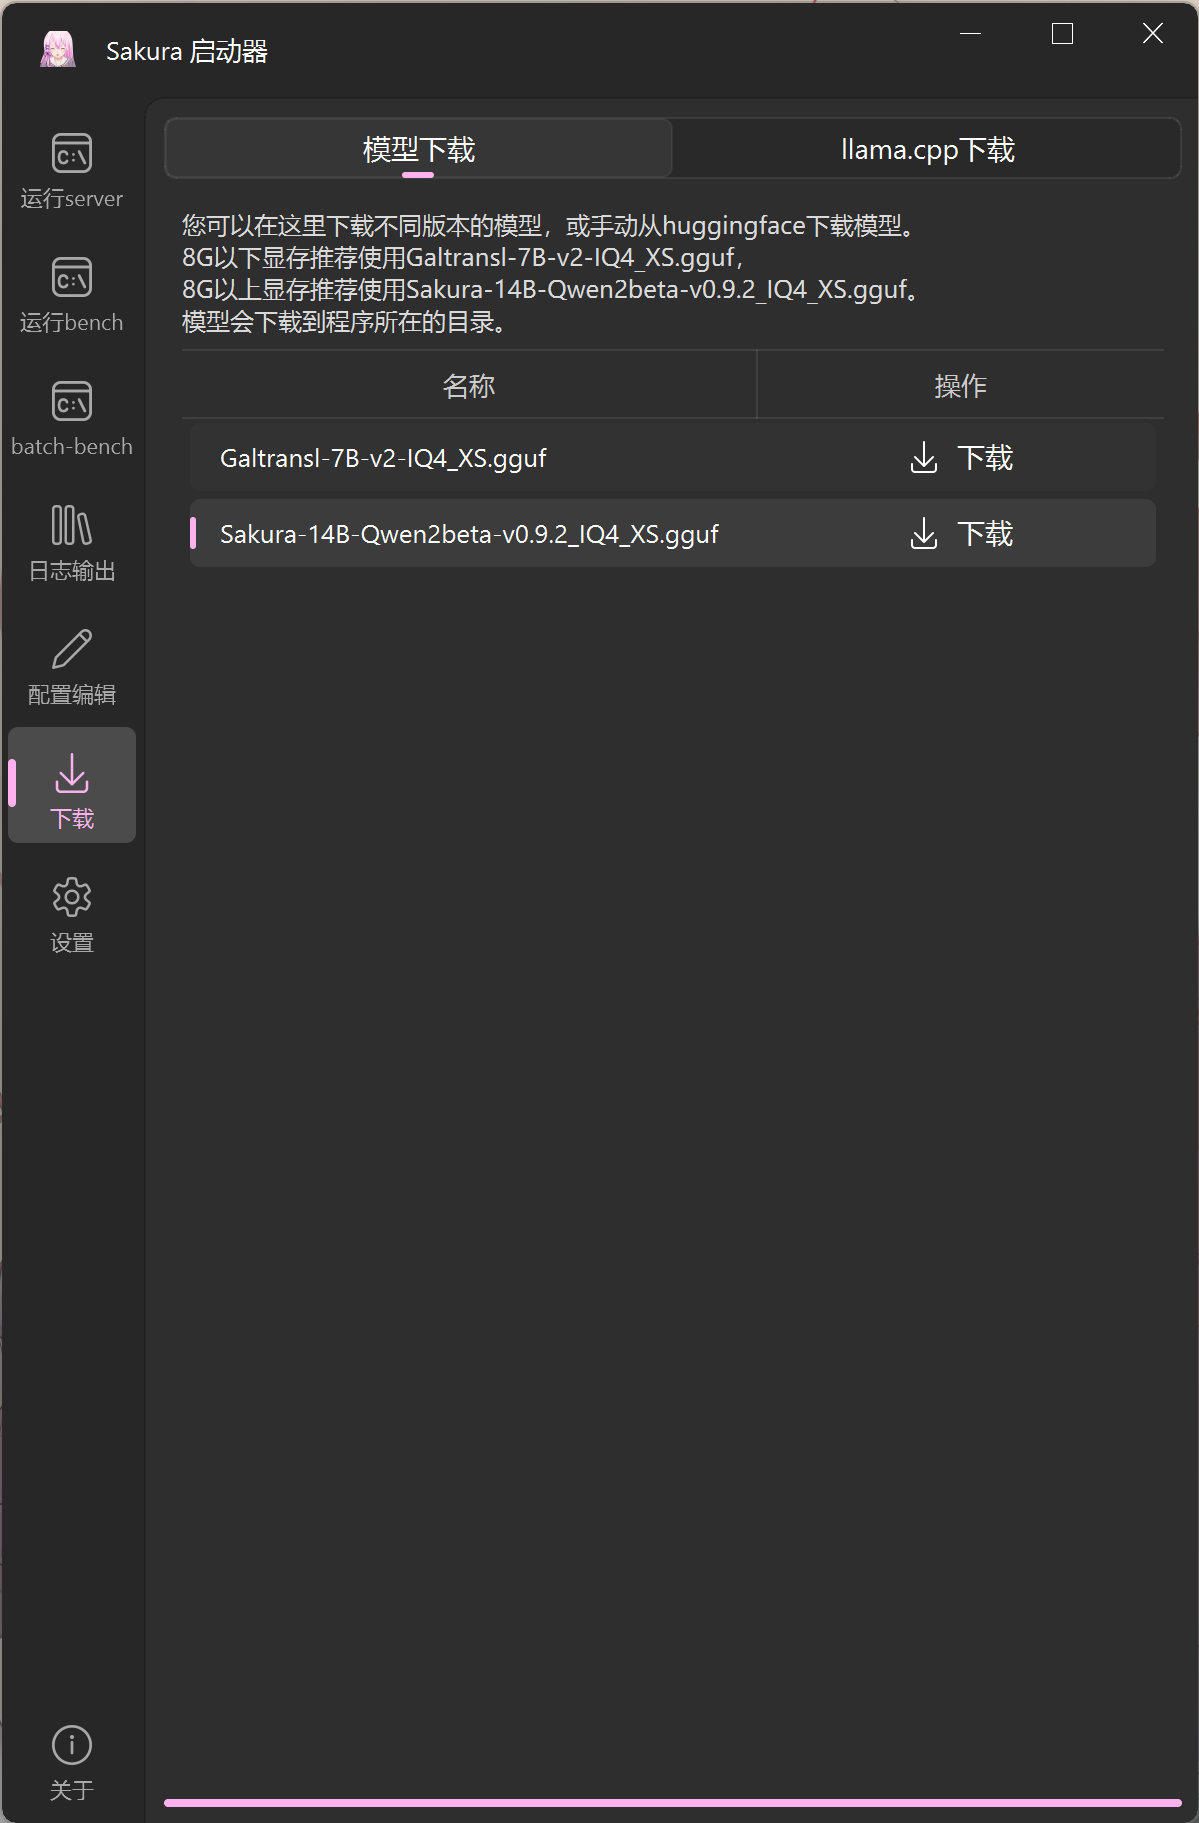 Sakura 启动器
运行server
运行bench
batch-bench
日志输出
配置编辑
下载
设置
关于
模型下载
llama.cpp下载
您可以在这里下载不同版本的模型，或手动从huggingface下载模型。
8G以下显存推荐使用Galtransl-7B-v2-IQ4_XS.gguf，
8G以上显存推荐使用Sakura-14B-Qwen2beta-v0.9.2_IQ4_XS.gguf。
模型会下载到程序所在的目录。
名称 操作
Galtransl-7B-v2-IQ4_XS.gguf 下载
Sakura-14B-Qwen2beta-v0.9.2_IQ4_XS.gguf 下载